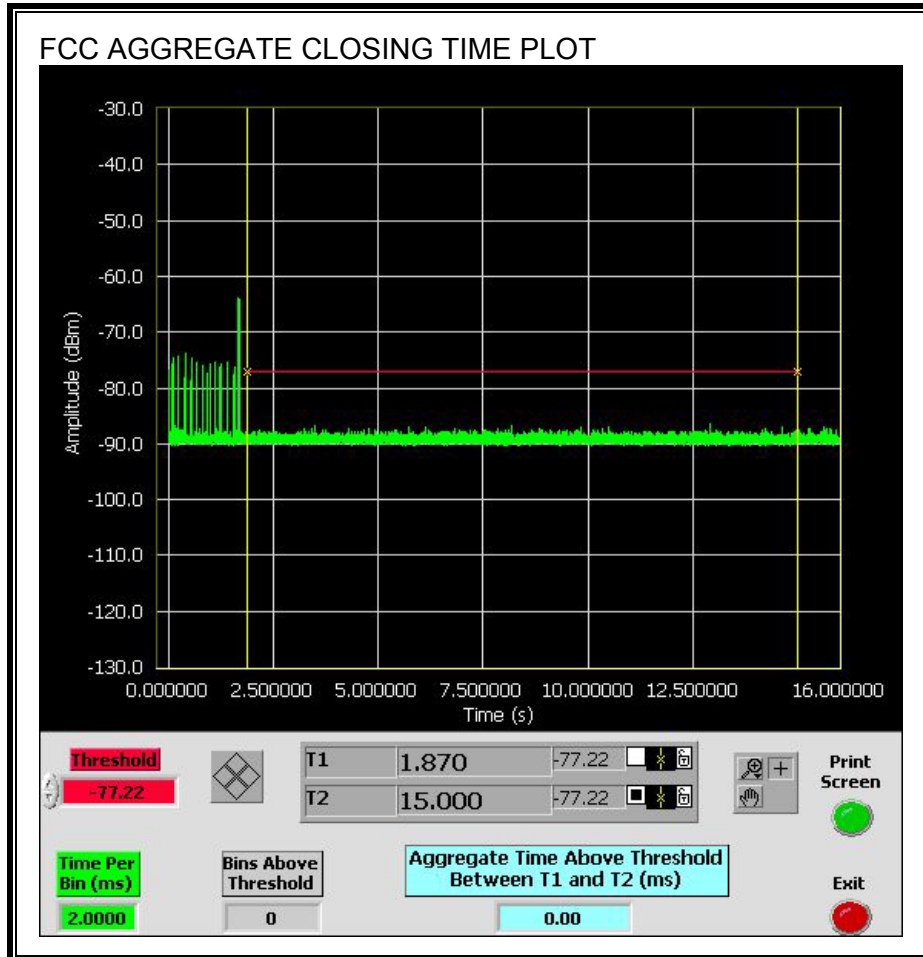 FCC AGGREGATE CLOSING TIME PLOT
-30.0
-40.0
-50.0
-60.0
-70.0
-80.0
-90.0
-100.0
-110.0
-120.0
-130.0
Amplitude (dBm)
0.000000 2.500000 5.000000 7.500000 10.000000 12.500000 16.000000
Time (s)
Threshold
-77.22
T1 1.870 -77.22
T2 15.000 -77.22
Print
Screen
Time Per
Bin (ms)
2.0000
Bins Above
Threshold
0
Aggregate Time Above Threshold
Between T1 and T2 (ms)
0.00
Exit